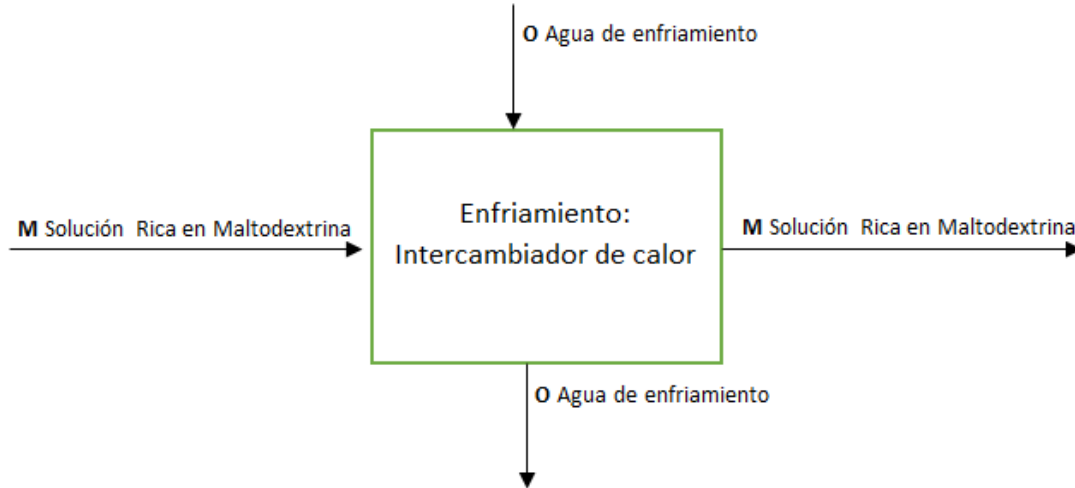 O Agua de enfriamiento
M Solución Rica en Maltodextrina
Enfriamiento:
Intercambiador de calor
M Solución Rica en Maltodextrina
O Agua de enfriamiento